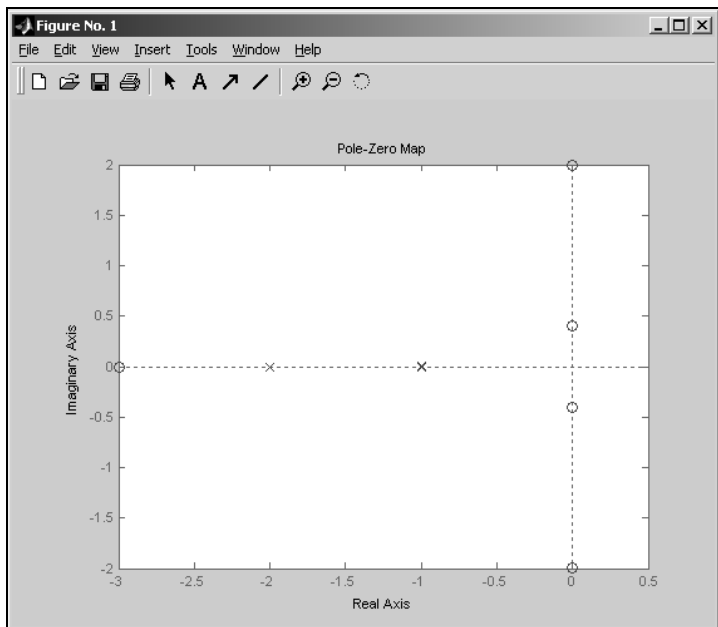 Figure No. 1
File Edit View Insert Tools Window Help
A
Pole-Zero Map
2
1.5
1
0.5
0
-0.5
-1
-1.5
-2
Imaginary Axis
-3 -2.5 -2 -1.5 -1 -0.5 0 0.5
Real Axis